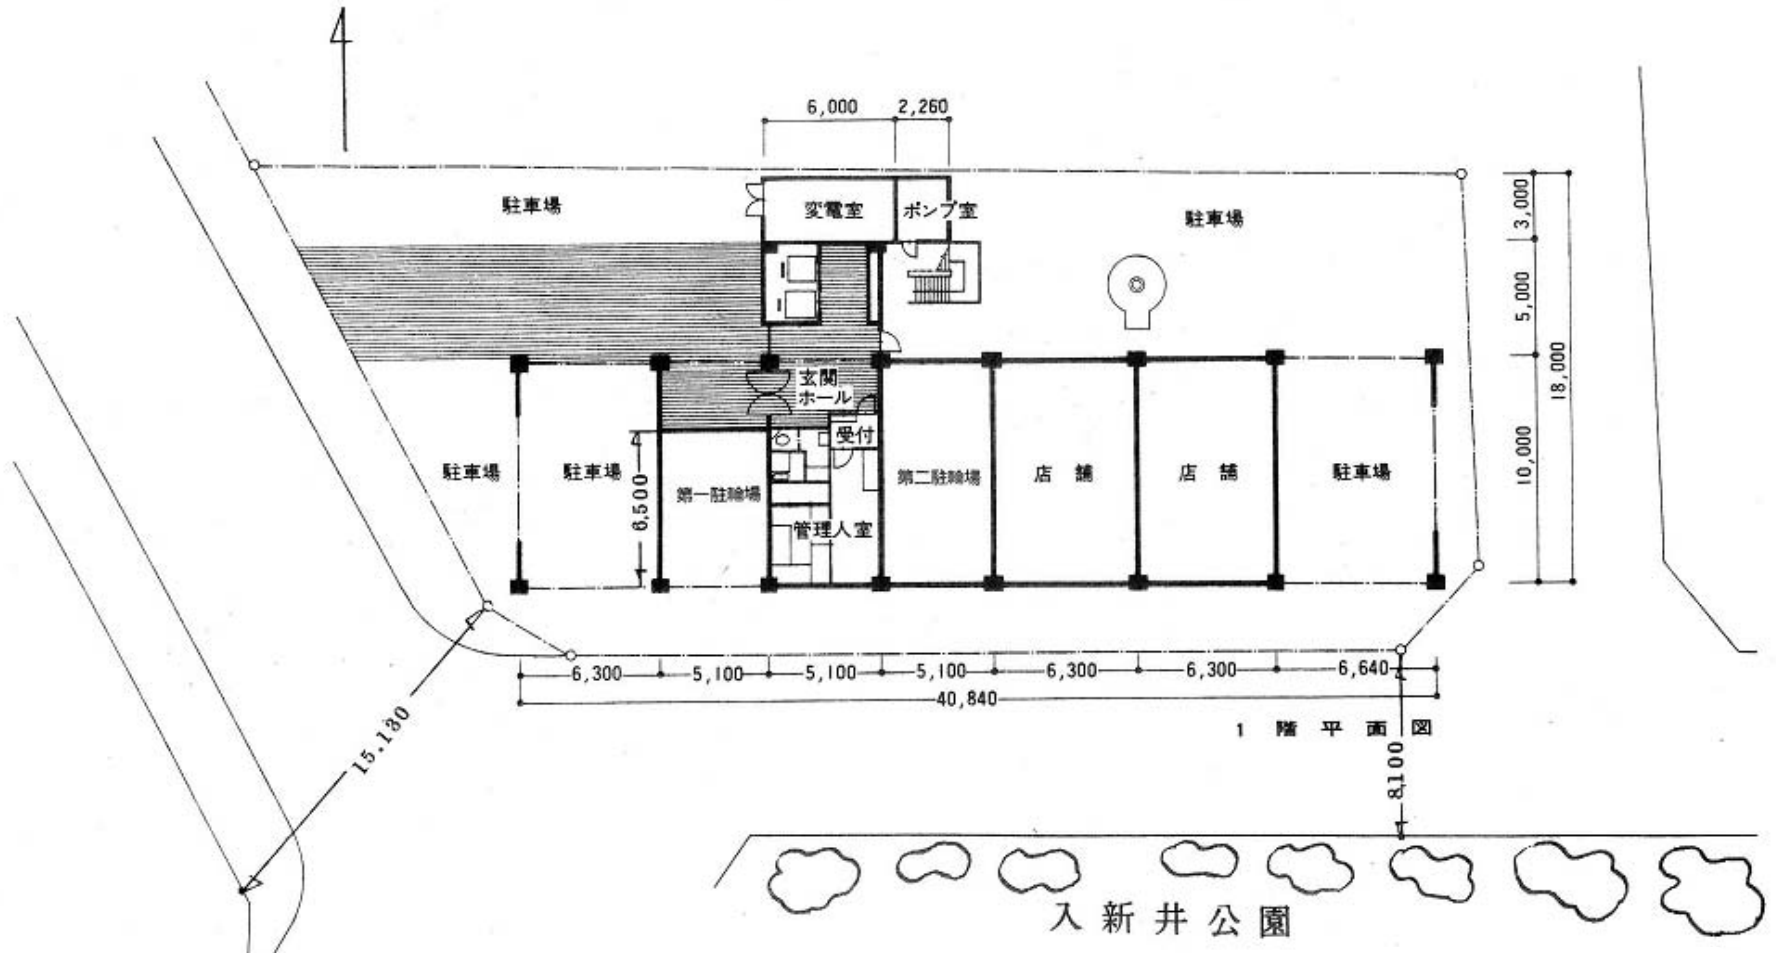 4
6,000 2,260
駐車場
変電室
ポンプ室
駐車場
3,000
5,000
18,000
10,000
玄関
ホール
受付
駐車場
駐車場
6,500
第一駐輪場
管理人室
第二駐輪場
店舗
店舗
駐車場
6,300 5,100 5,100 5,100 6,300 6,300 6,640
40,840
15.180
1階平面図
8,100
入新井公園